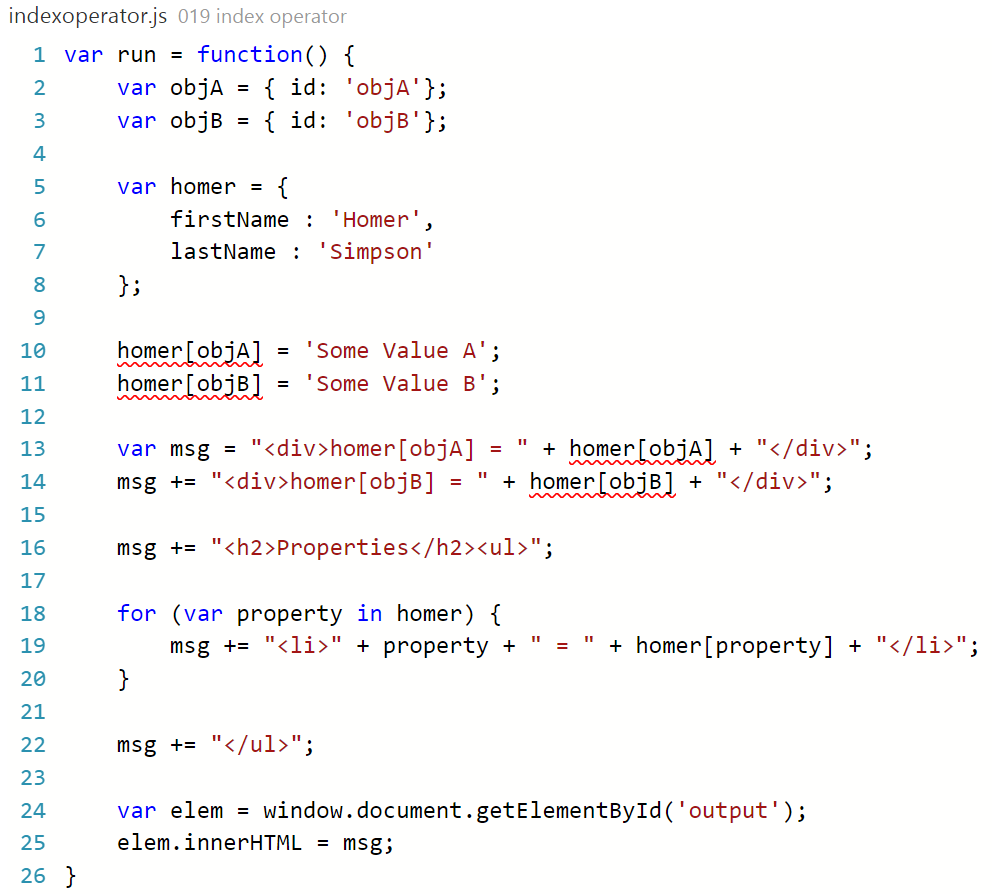 indexoperator.js 019 index operator
1 var run = function() {
2     var objA = { id: 'objA'};
3     var objB = { id: 'objB'};
4
5     var homer = {
6         firstName : 'Homer',
7         lastName : 'Simpson'
8     };
9
10     homer[objA] = 'Some Value A';
11     homer[objB] = 'Some Value B';
12
13     var msg = "<div>homer[objA] = " + homer[objA] + "</div>";
14     msg += "<div>homer[objB] = " + homer[objB] + "</div>";
15
16     msg += "<h2>Properties</h2><ul>";
17
18     for (var property in homer) {
19         msg += "<li>" + property + " = " + homer[property] + "</li>";
20     }
21
22     msg += "</ul>";
23
24     var elem = window.document.getElementById('output');
25     elem.innerHTML = msg;
26 }